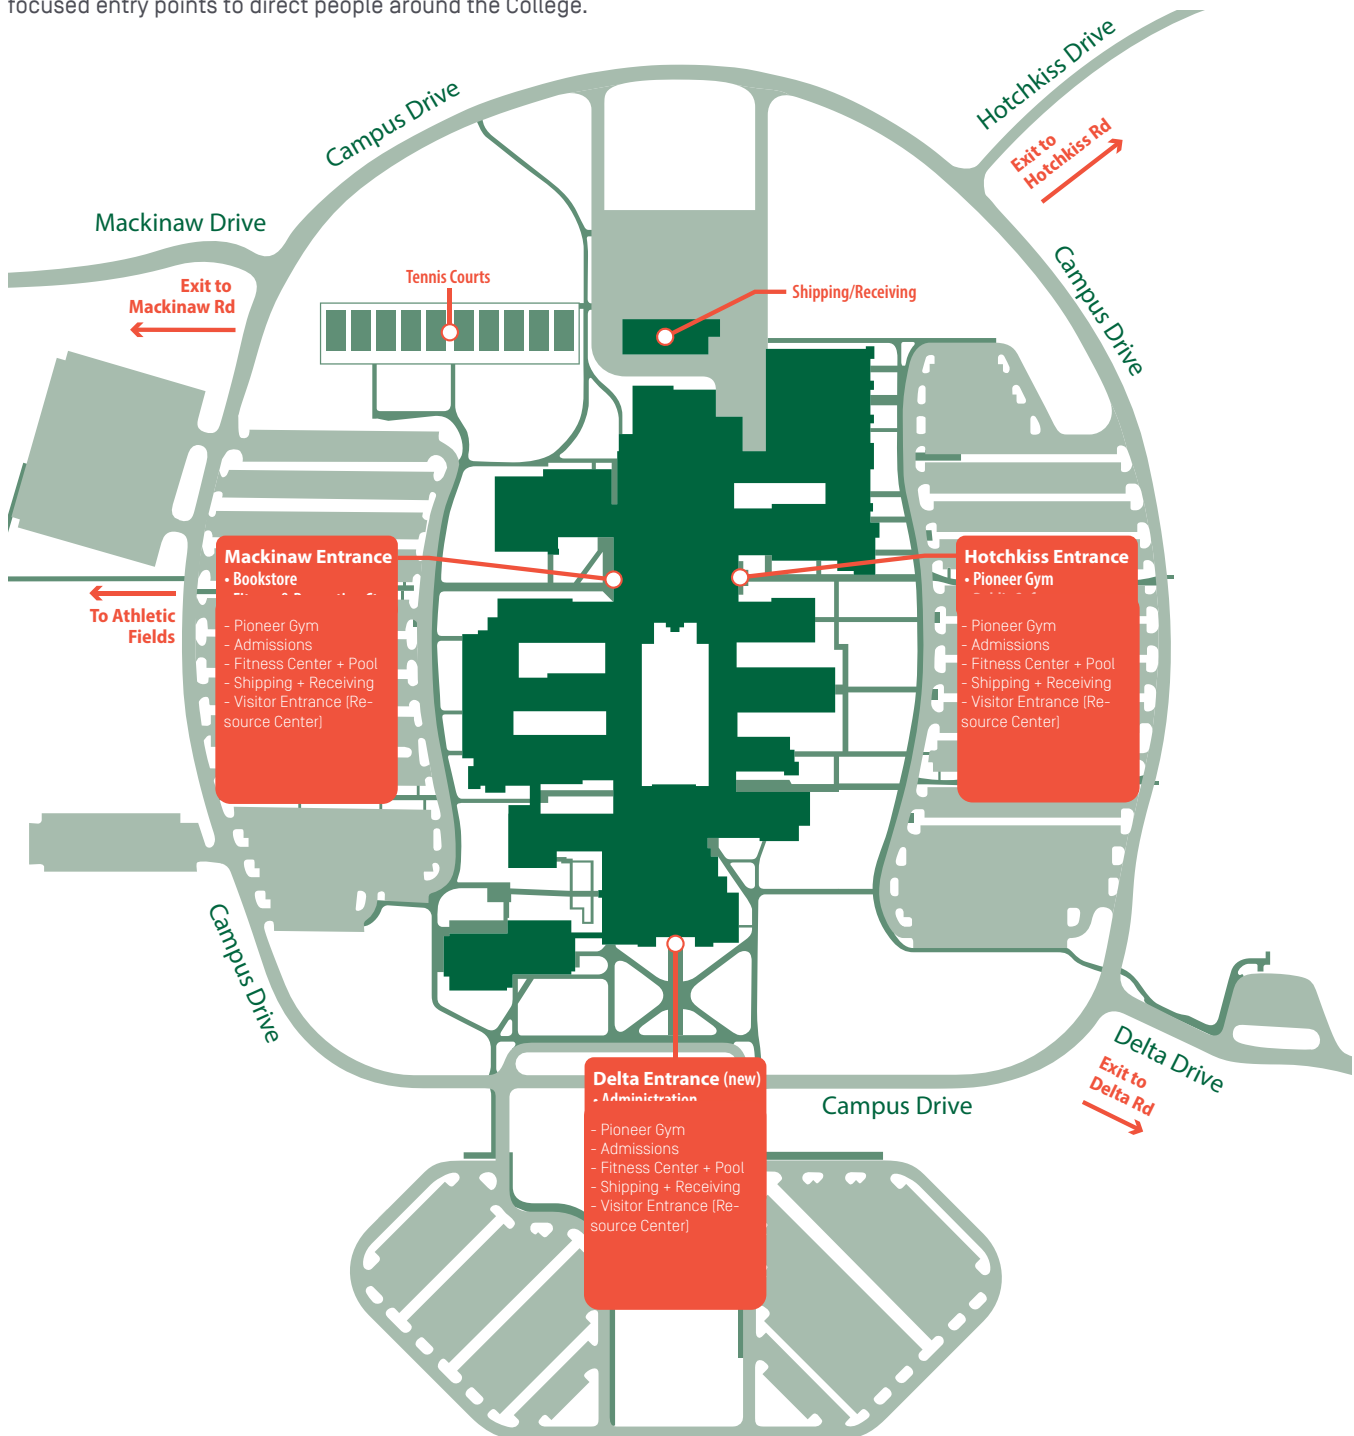 focused entry points to direct people around the College.
Hotchkiss Drive
Campus Drive
Exit to
Hotchkiss Rd
Mackinaw Drive
Campus Drive
Exit to
Mackinaw Rd
Tennis Courts
Shipping/Receiving
Mackinaw Entrance
• Bookstore
Hotchkiss Entrance
• Pioneer Gym
To Athletic
Fields
- Pioneer Gym
- Admissions
- Fitness Center + Pool
- Shipping + Receiving
- Visitor Entrance (Re-
source Center)
- Pioneer Gym
- Admissions
- Fitness Center + Pool
- Shipping + Receiving
- Visitor Entrance (Re-
source Center)
Campus Drive
Delta Drive
Exit to
Delta Rd
Campus Drive
Delta Entrance (new)
• Administration
- Pioneer Gym
- Admissions
- Fitness Center + Pool
- Shipping + Receiving
- Visitor Entrance (Re-
source Center)